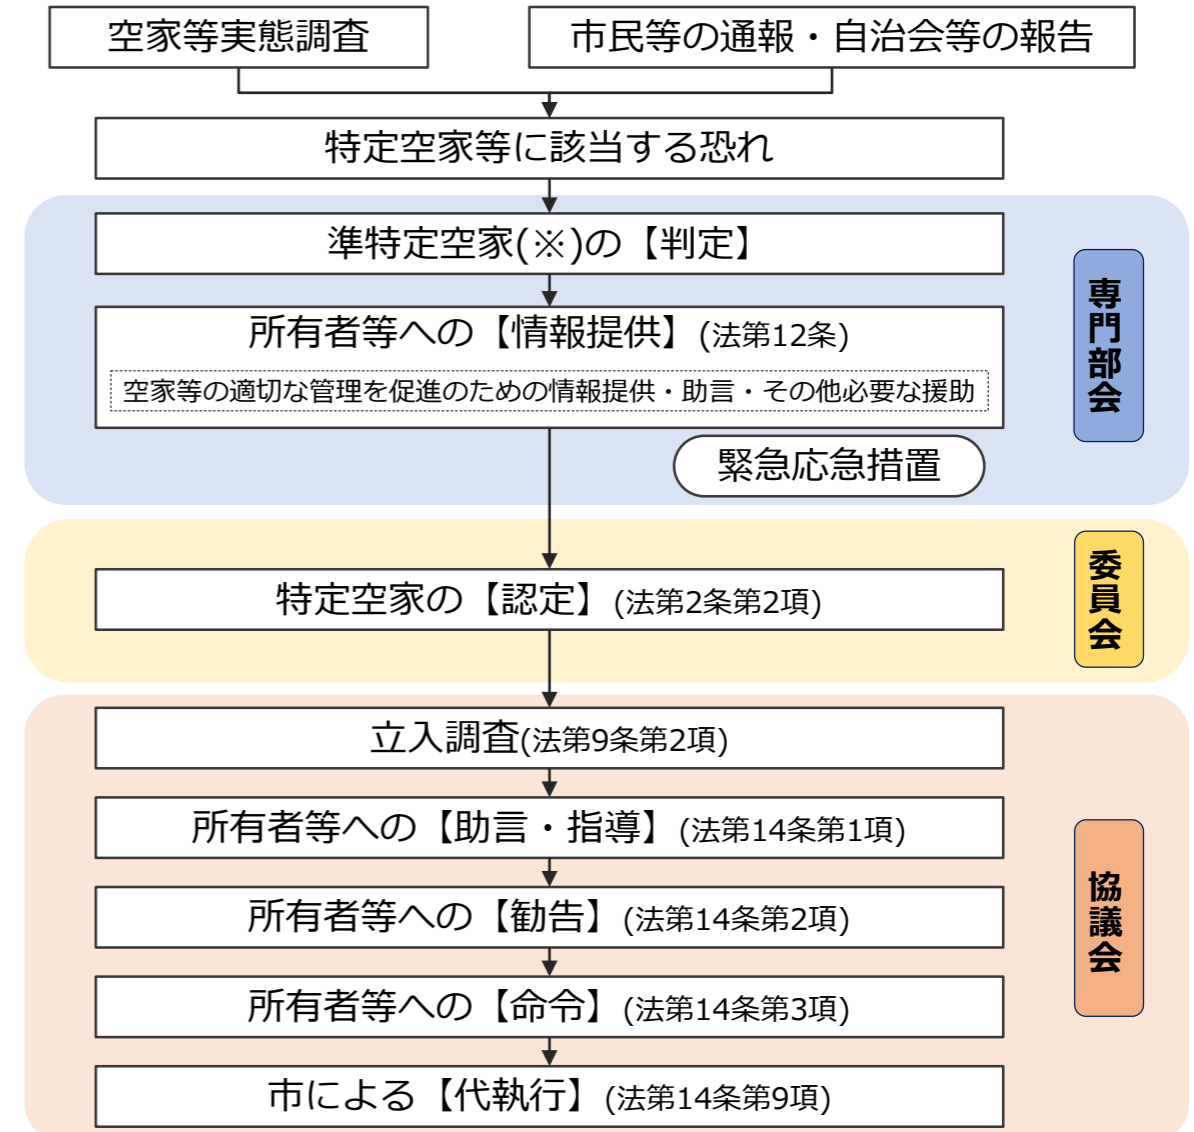 空家等実態調査
市民等の通報・自治会等の報告
特定空家等に該当する恐れ
準特定空家(※)の【判定】
所有者等への【情報提供】(法第12条)
空家等の適切な管理を促進のための情報提供・助言・その他必要な援助
専門部会
緊急応急措置
特定空家の【認定】(法第2条第2項)
委員会
立入調査(法第9条第2項)
所有者等への【助言・指導】(法第14条第1項)
所有者等への【勧告】(法第14条第2項)
協議会
所有者等への【命令】(法第14条第3項)
市による【代執行】(法第14条第9項)